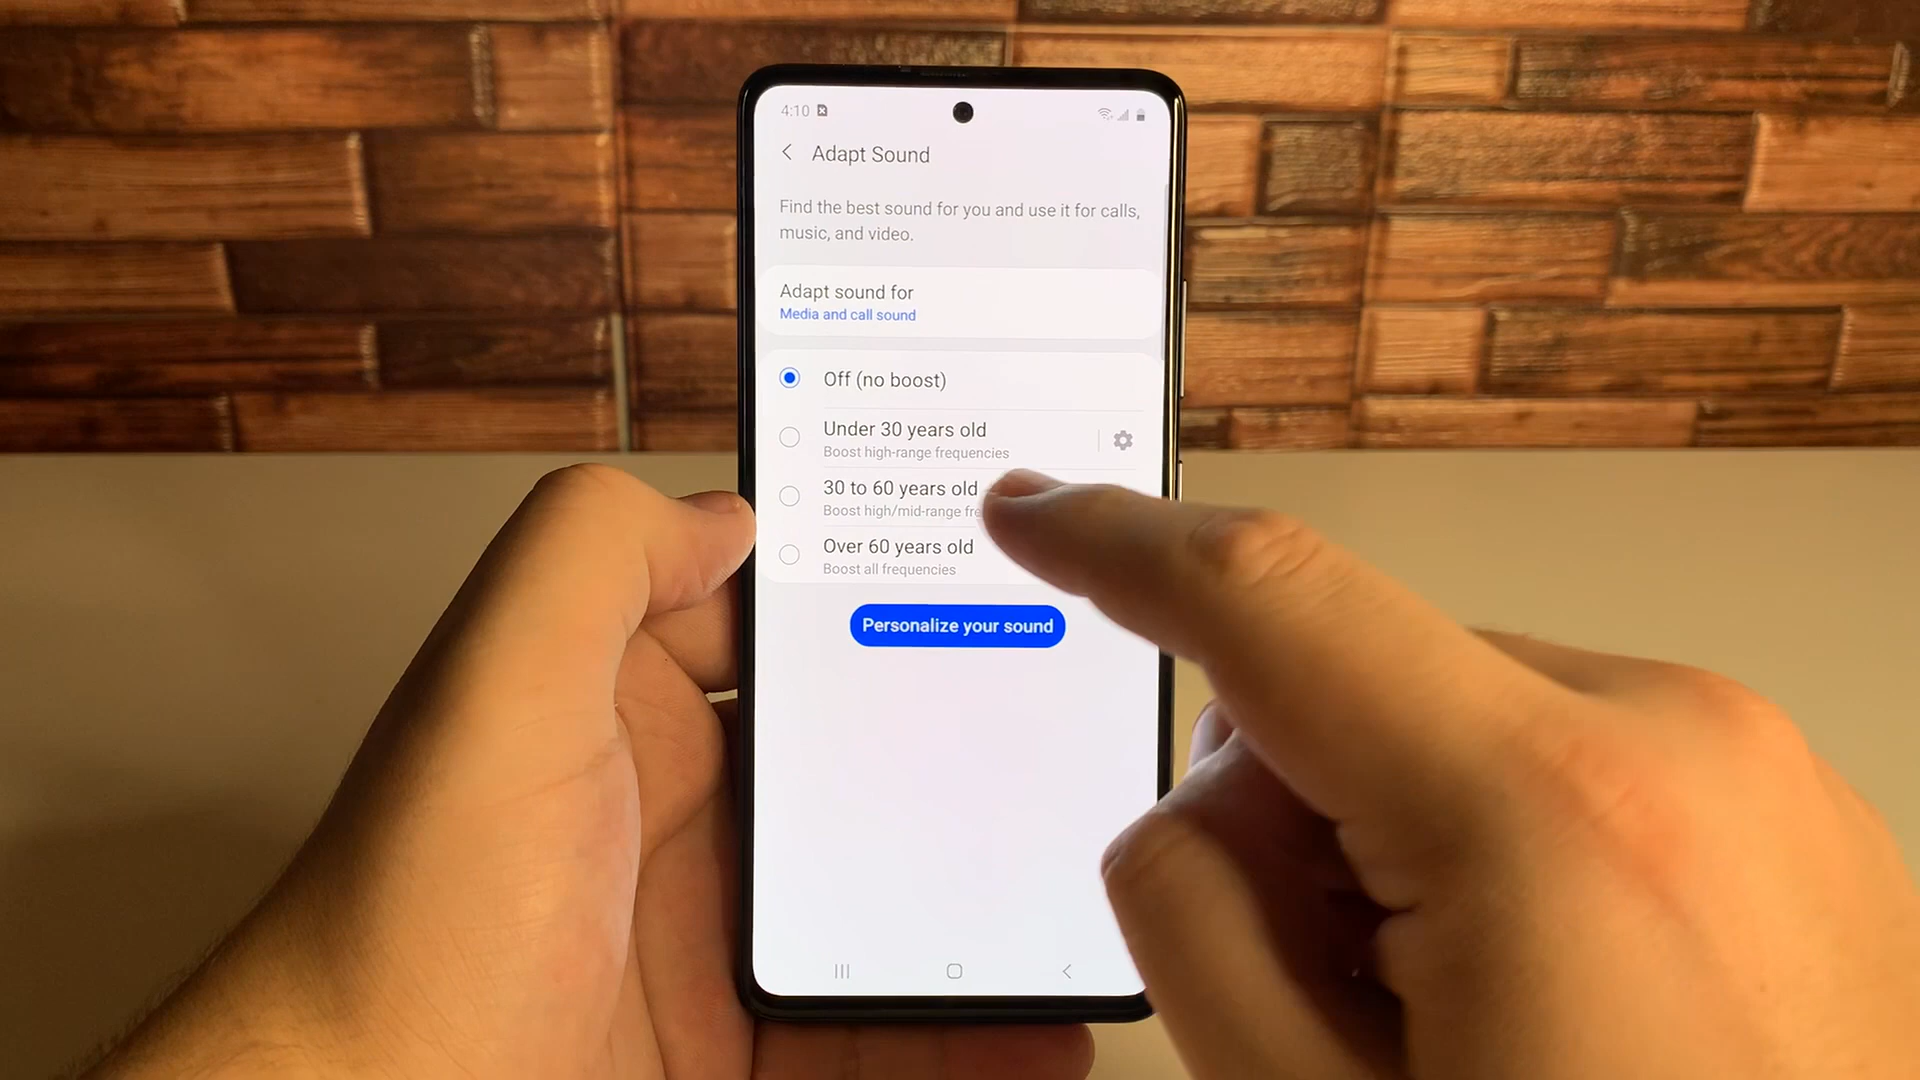 4:10
Adapt Sound
Find the best sound for you and use it for calls,
music, and video.
Adapt sound for
Media and call sound
Off (no boost)
Under 30 years old
Boost high-range frequencies
30 to 60 years old
Boost high/mid-range
Over 60 years old
Boost all frequencies
Personalize your sound